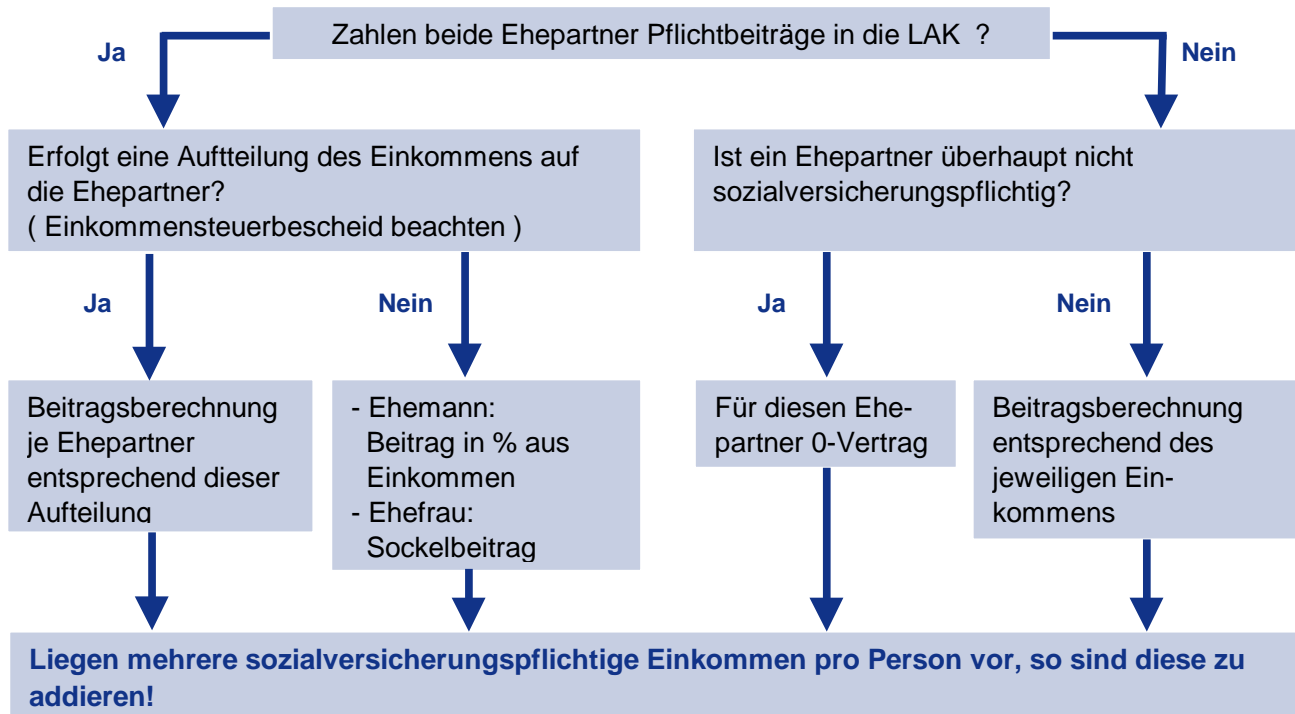 Zahlen beide Ehepartner Pflichtbeiträge in die LAK ?
Ja
Nein
Erfolgt eine Auftteilung des Einkommens auf
die Ehepartner?
( Einkommensteuerbescheid beachten )
Ist ein Ehepartner überhaupt nicht
sozialversicherungspflichtig?
Ja
Nein
Ja
Nein
Beitragsberechnung
je Ehepartner
entsprechend dieser
Aufteilung
- Ehemann:
Beitrag in % aus
Einkommen
- Ehefrau:
Sockelbeitrag
Für diesen Ehe-
partner 0-Vertrag
Beitragsberechnung
entsprechend des
jeweiligen Ein-
kommens
Liegen mehrere sozialversicherungspflichtige Einkommen pro Person vor, so sind diese zu
addieren!